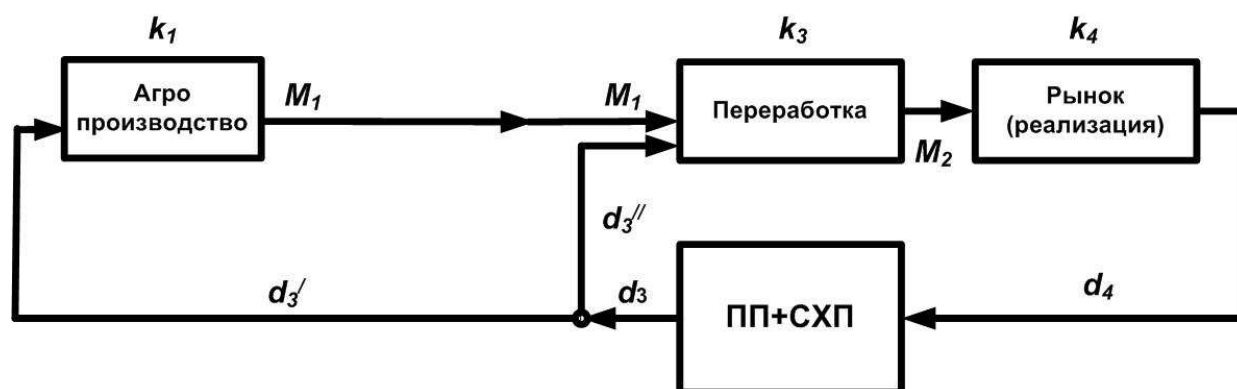 k₁
k₃
k₄
Агро
производство
M₁
M₁
Переработка
M₂
Рынок
(реализация)
d₃//
d₃/
d₃
ПП+СХП
d₄